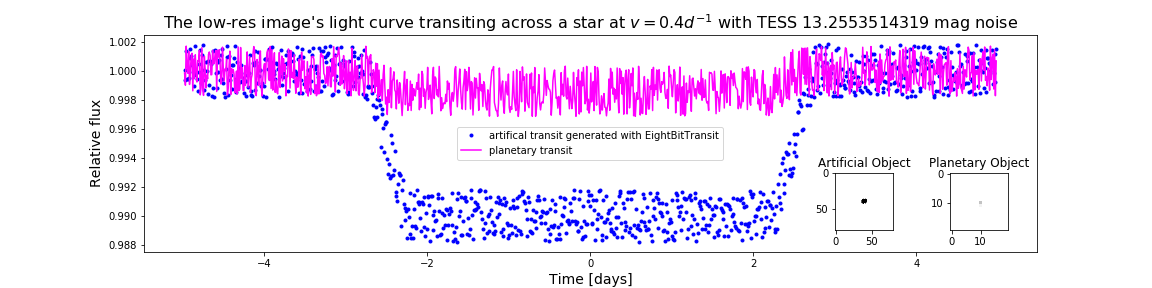 The low-res image's light curve transiting across a star at v = 0.4d⁻¹ with TESS 13.2553514319 mag noise
1.002
1.000
0.998
0.996
0.994
0.992
0.990
0.988
Relative flux
artifical transit generated with EightBitTransit
planetary transit
Artificial Object
0
50
0 50
Planetary Object
0
10
0 10
−4 −2 0 2 4
Time [days]